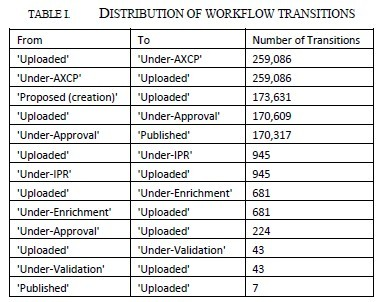 TABLE I. DISTRIBUTION OF WORKFLOW TRANSITIONS
From To Number of Transitions
'Uploaded' 'Under-AXCP' 259,086
'Under-AXCP' 'Uploaded' 259,086
'Proposed (creation)' 'Uploaded' 173,631
'Uploaded' 'Under-Approval' 170,609
'Under-Approval' 'Published' 170,317
'Uploaded' 'Under-IPR' 945
'Under-IPR' 'Uploaded' 945
'Uploaded' 'Under-Enrichment' 681
'Under-Enrichment' 'Uploaded' 681
'Under-Approval' 'Uploaded' 224
'Uploaded' 'Under-Validation' 43
'Under-Validation' 'Uploaded' 43
'Published' 'Uploaded' 7